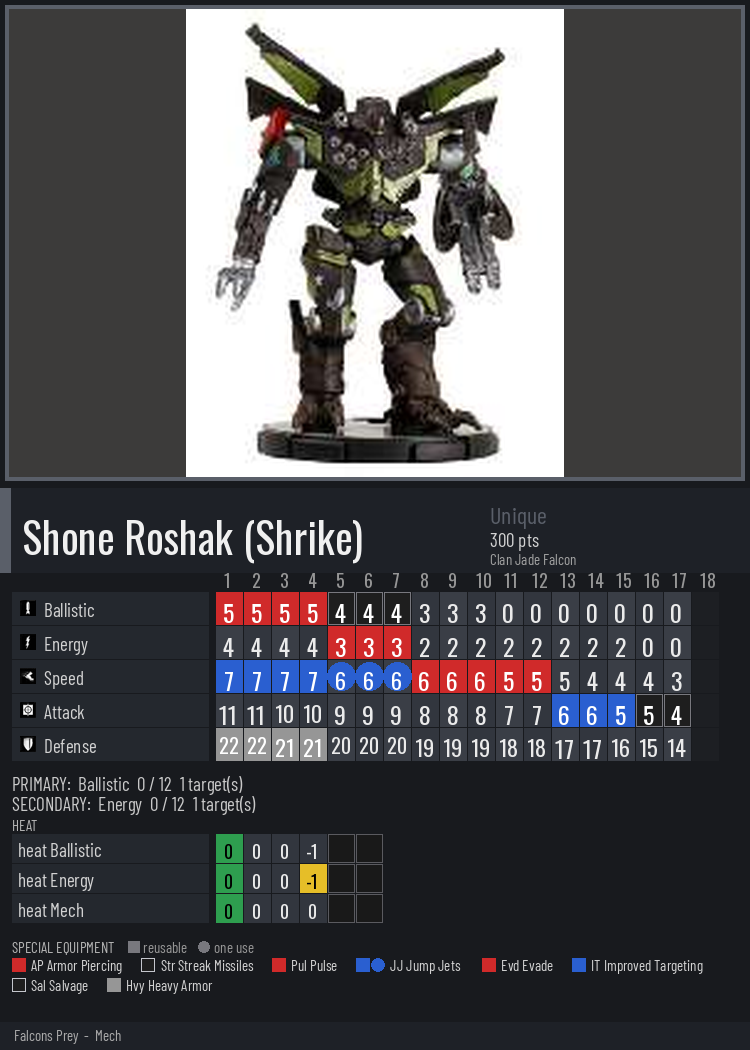 Shone Roshak (Shrike)
Unique
300 pts
Clan Jade Falcon
1 2 3 4 5 6 7 8 9 10 11 12 13 14 15 16 17 18
Ballistic 5 5 5 5 4 4 4 3 3 3 0 0 0 0 0 0 0
Energy 4 4 4 4 3 3 3 2 2 2 2 2 2 2 2 0 0
Speed 7 7 7 7 6 6 6 6 6 6 5 5 5 4 4 4 3
Attack 11 11 10 10 9 9 9 8 8 8 7 7 6 6 5 5 4
Defense 22 22 21 21 20 20 20 19 19 19 18 18 17 17 16 15 14
PRIMARY: Ballistic 0 / 12 1 target(s)
SECONDARY: Energy 0 / 12 1 target(s)
HEAT
heat Ballistic 0 0 0 -1
heat Energy 0 0 0 -1
heat Mech 0 0 0 0
SPECIAL EQUIPMENT reusable one use
AP Armor Piercing Str Streak Missiles Pul Pulse JJ Jump Jets Evd Evade IT Improved Targeting
Sal Salvage Hvy Heavy Armor
Falcons Prey - Mech